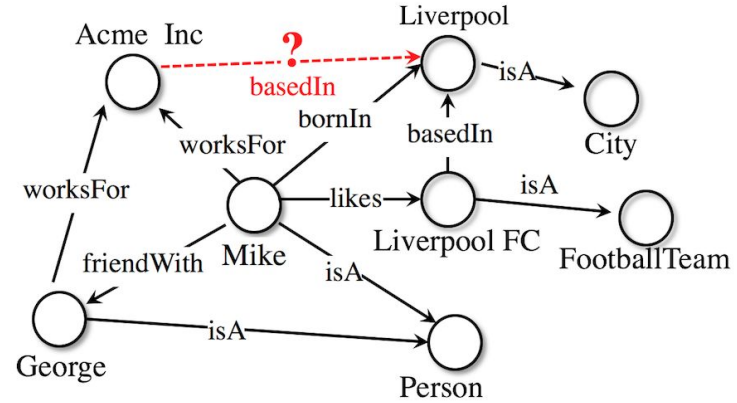 Liverpool
Acme Inc
?
basedIn
isA
bornIn
City
basedIn
worksFor
worksFor
isA
likes
Liverpool FC
FootballTeam
Mike
friendWith
isA
isA
George
Person